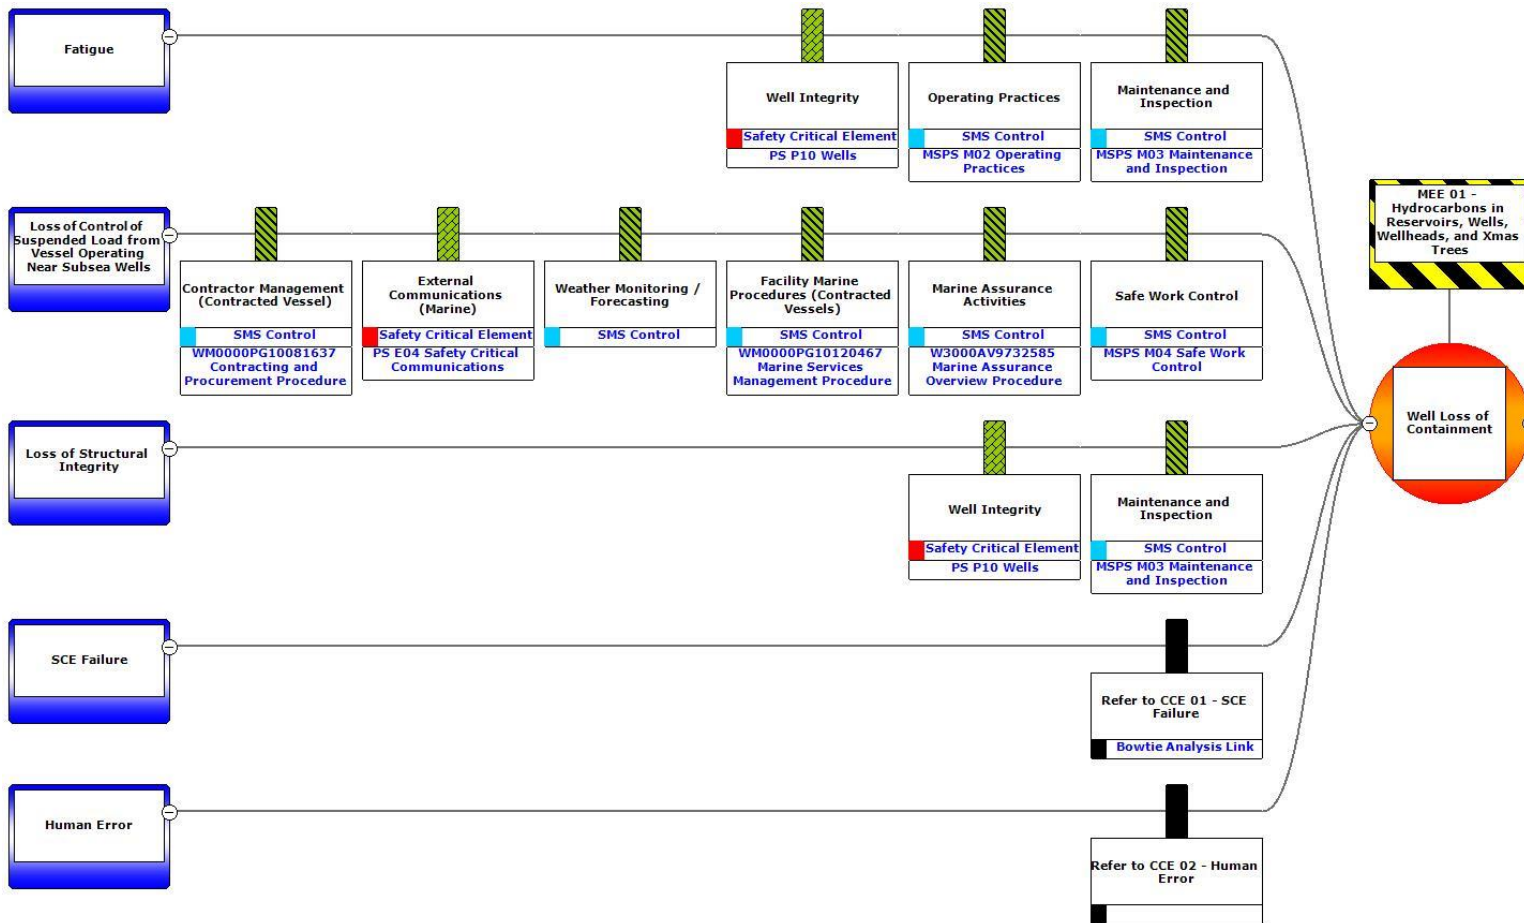 Fatigue
Well Integrity
Safety Critical Element
PS P10 Wells
Operating Practices
SMS Control
MSPS M02 Operating
Practices
Maintenance and
Inspection
SMS Control
MSPS M03 Maintenance
and Inspection
MEE 01 -
Hydrocarbons in
Reservoirs, Wells,
Wellheads, and Xmas
Trees
Loss of Control of
Suspended Load from
Vessel Operating
Near Subsea Wells
Contractor Management
(Contracted Vessel)
SMS Control
WM0000PG10081637
Contracting and
Procurement Procedure
External
Communications
(Marine)
Safety Critical Element
PS E04 Safety Critical
Communications
Weather Monitoring /
Forecasting
SMS Control
Facility Marine
Procedures (Contracted
Vessels)
SMS Control
WM0000PG10120467
Marine Services
Management Procedure
Marine Assurance
Activities
SMS Control
W3000AV9732585
Marine Assurance
Overview Procedure
Safe Work Control
SMS Control
MSPS M04 Safe Work
Control
Well Loss of
Containment
Loss of Structural
Integrity
Well Integrity
Safety Critical Element
PS P10 Wells
Maintenance and
Inspection
SMS Control
MSPS M03 Maintenance
and Inspection
SCE Failure
Refer to CCE 01 - SCE
Failure
Bowtie Analysis Link
Human Error
Refer to CCE 02 - Human
Error